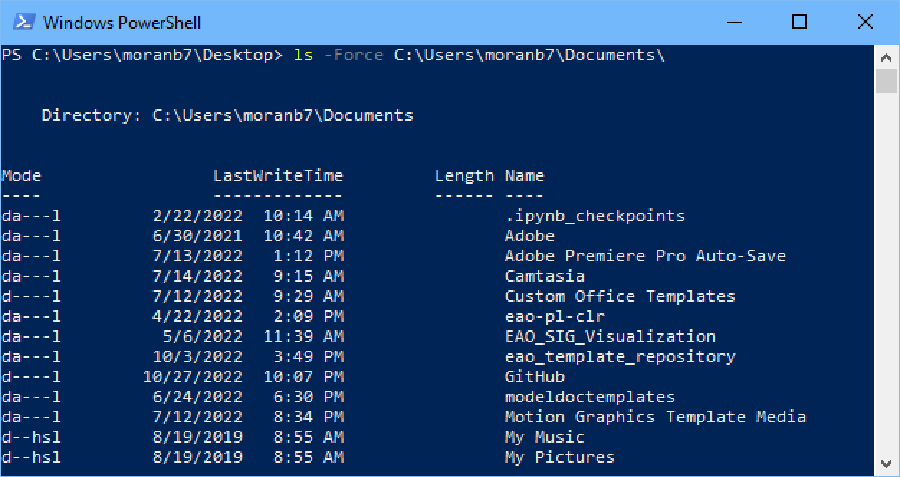 Windows PowerShell
PS C:\Users\moranb7\Desktop> ls -Force C:\Users\moranb7\Documents\
Directory: C:\Users\moranb7\Documents
Mode LastWriteTime Length Name
---- ------------- ------ ----
da---l 2/22/2022 10:14 AM .ipynb_checkpoints
da---l 6/30/2021 10:42 AM Adobe
da---l 7/13/2022 1:12 PM Adobe Premiere Pro Auto-Save
da---l 7/14/2022 9:15 AM Camtasia
d----l 7/12/2022 9:29 AM Custom Office Templates
da---l 4/22/2022 2:09 PM eao-pl-clr
da---l 5/6/2022 11:39 AM EAO_SIG_Visualization
da---l 10/3/2022 3:49 PM eao_template_repository
d----l 10/27/2022 10:07 PM GitHub
da---l 6/24/2022 6:30 PM modeldoctemplates
da---l 7/12/2022 8:34 PM Motion Graphics Template Media
d--hsl 8/19/2019 8:55 AM My Music
d--hsl 8/19/2019 8:55 AM My Pictures